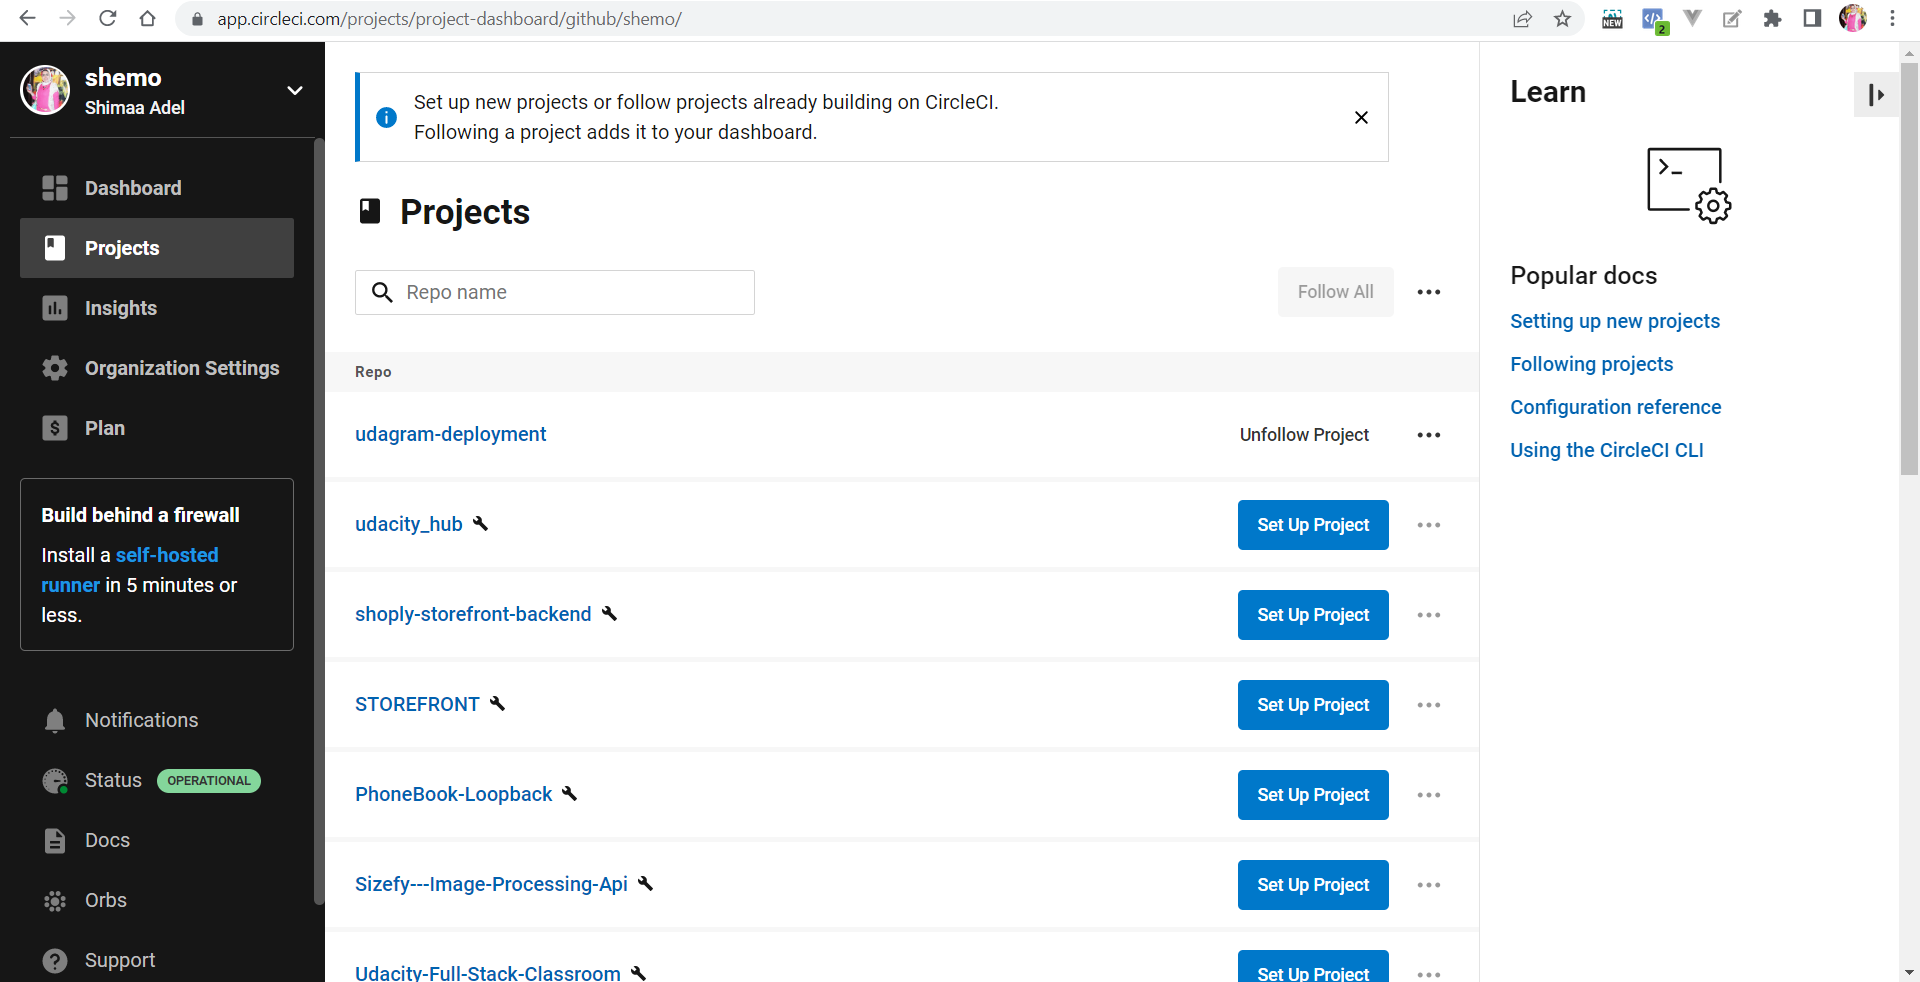 app.circleci.com/projects/project-dashboard/github/shemo/
NEW
2
shemo
Shimaa Adel
Dashboard
Projects
Insights
Organization Settings
Plan
Build behind a firewall
Install a self-hosted
runner in 5 minutes or
less.
Notifications
Status OPERATIONAL
Docs
Orbs
Support
Set up new projects or follow projects already building on CircleCI.
Following a project adds it to your dashboard.
Projects
Repo name
Follow All
Repo
udagram-deployment Unfollow Project
udacity_hub Set Up Project
shoply-storefront-backend Set Up Project
STOREFRONT Set Up Project
PhoneBook-Loopback Set Up Project
Sizefy---Image-Processing-Api Set Up Project
Udacity-Full-Stack-Classroom Set Up Project
Learn
Popular docs
Setting up new projects
Following projects
Configuration reference
Using the CircleCI CLI